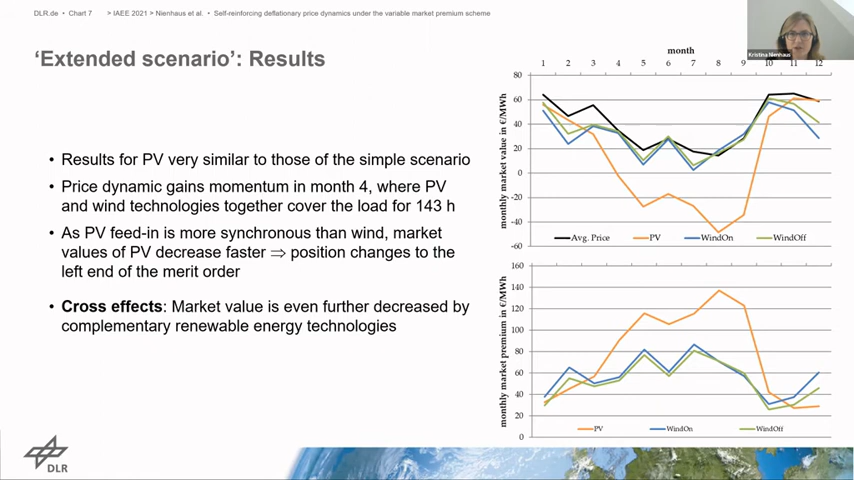 DLR.de • Chart 7 > IAEE 2021 > Nienhaus et al. • Self-reinforcing deflationary price dynamics under the variable market premium scheme
‘Extended scenario’: Results
Kristina Nienhaus
• Results for PV very similar to those of the simple scenario
• Price dynamic gains momentum in month 4, where PV
and wind technologies together cover the load for 143 h
• As PV feed-in is more synchronous than wind, market
values of PV decrease faster ⇒ position changes to the
left end of the merit order
• Cross effects: Market value is even further decreased by
complementary renewable energy technologies
month
1 2 3 4 5 6 7 8 9 10 11 12
monthly market value in €/MWh
80
60
40
20
0
-20
-40
-60
Avg. Price PV WindOn WindOff
monthly market premium in €/MWh
160
140
120
100
80
60
40
20
0
PV WindOn WindOff
DLR